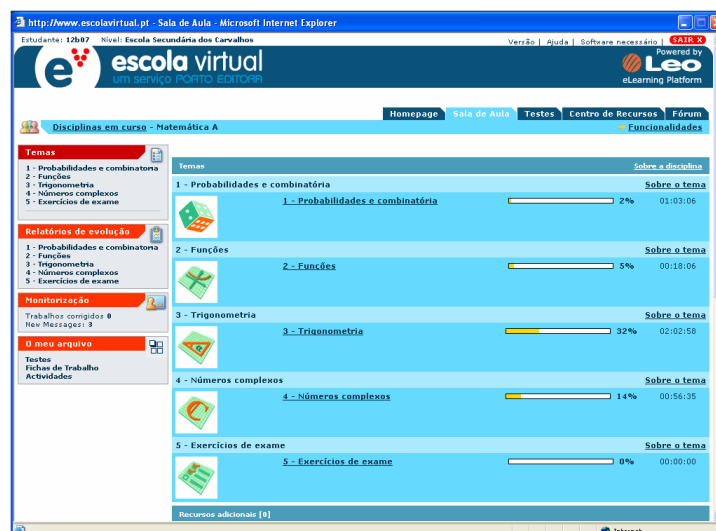 http://www.escolavirtual.pt - Sala de Aula - Microsoft Internet Explorer
Estudante: 12b07 Nível: Escola Secundária dos Carvalhos
Versão | Ajuda | Software necessário | SAIR X
e
escola virtual
um serviço PORTO EDITORA
Powered by
Leo
eLearning Platform
Homepage Sala de Aula Testes Centro de Recursos Fórum
Disciplinas em curso - Matemática A
Funcionalidades
Temas
1 - Probabilidades e combinatoria
2 - Funções
3 - Trigonometria
4 - Números complexos
5 - Exercícios de exame
Relatórios de evolução
1 - Probabilidades e combinatoria
2 - Funções
3 - Trigonometria
4 - Números complexos
5 - Exercícios de exame
Monitorização
Trabalhos corrigidos 0
New Messages: 3
O meu arquivo
Testes
Fichas de Trabalho
Actividades
Temas Sobre a disciplina
1 - Probabilidades e combinatória Sobre o tema
1 - Probabilidades e combinatória 2% 01:03:06
2 - Funções Sobre o tema
2 - Funções 5% 00:18:06
3 - Trigonometria Sobre o tema
3 - Trigonometria 32% 02:02:58
4 - Números complexos Sobre o tema
4 - Números complexos 14% 00:56:35
5 - Exercícios de exame Sobre o tema
5 - Exercícios de exame 0% 00:00:00
Recursos adicionais [0]
Internet